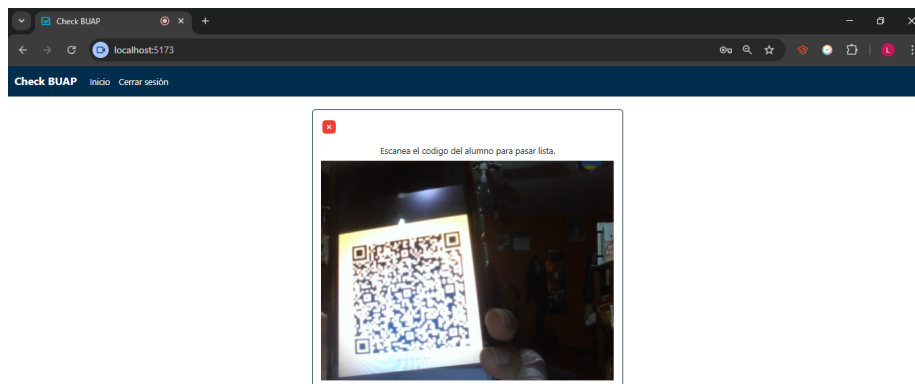 Check BUAP
localhost:5173
L
Check BUAP Inicio Cerrar sesión
Escanea el codigo del alumno para pasar lista.